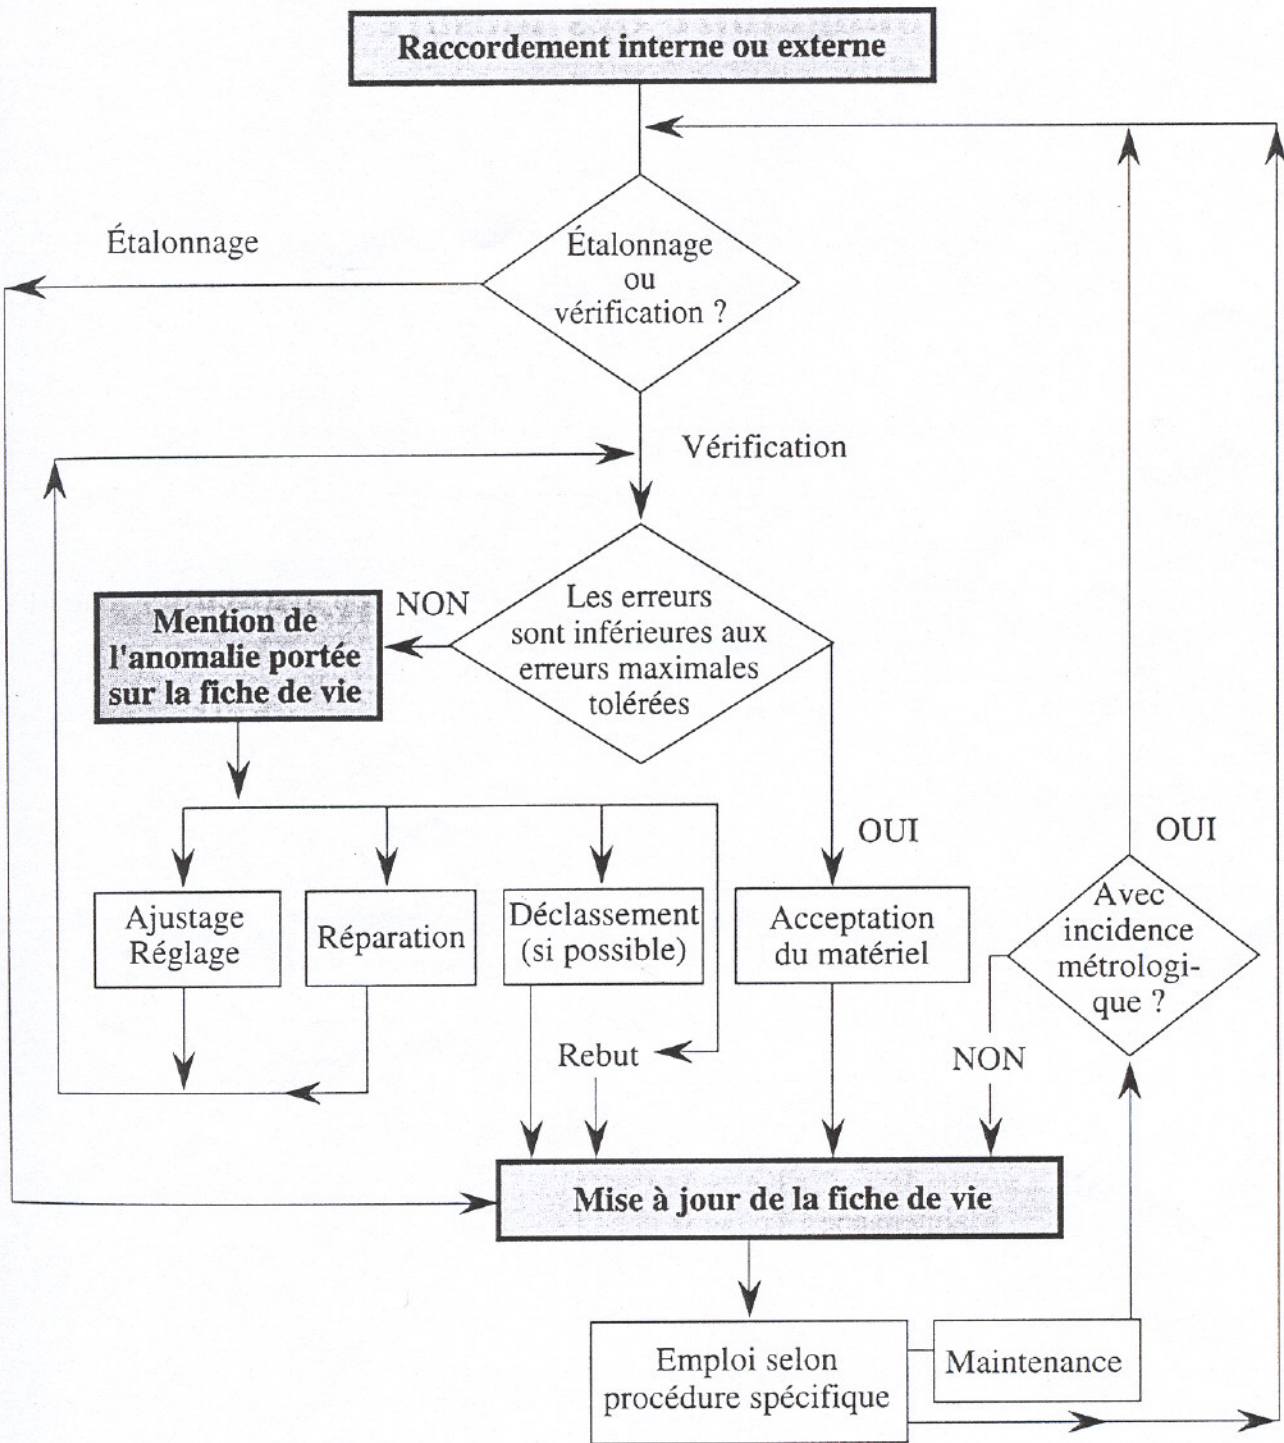 Raccordement interne ou externe
Étalonnage
Étalonnage
ou
vérification ?
Vérification
NON
Mention de
l'anomalie portée
sur la fiche de vie
Les erreurs
sont inférieures aux
erreurs maximales
tolérées
OUI
OUI
Ajustage
Réglage
Réparation
Déclassement
(si possible)
Acceptation
du matériel
Avec
incidence
métrologi-
que ?
Rebut
NON
Mise à jour de la fiche de vie
Emploi selon
procédure spécifique
Maintenance